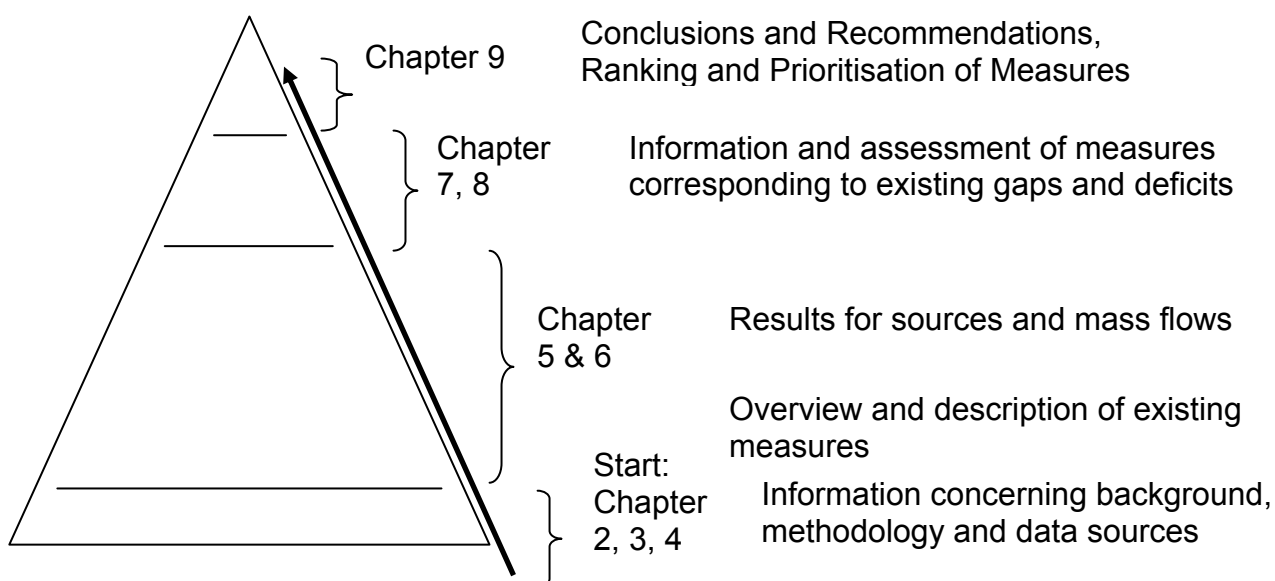 Chapter 9
Conclusions and Recommendations,
Ranking and Prioritisation of Measures
Chapter
7, 8
Information and assessment of measures
corresponding to existing gaps and deficits
Chapter
5 & 6
Results for sources and mass flows
Overview and description of existing
measures
Start:
Chapter
2, 3, 4
Information concerning background,
methodology and data sources